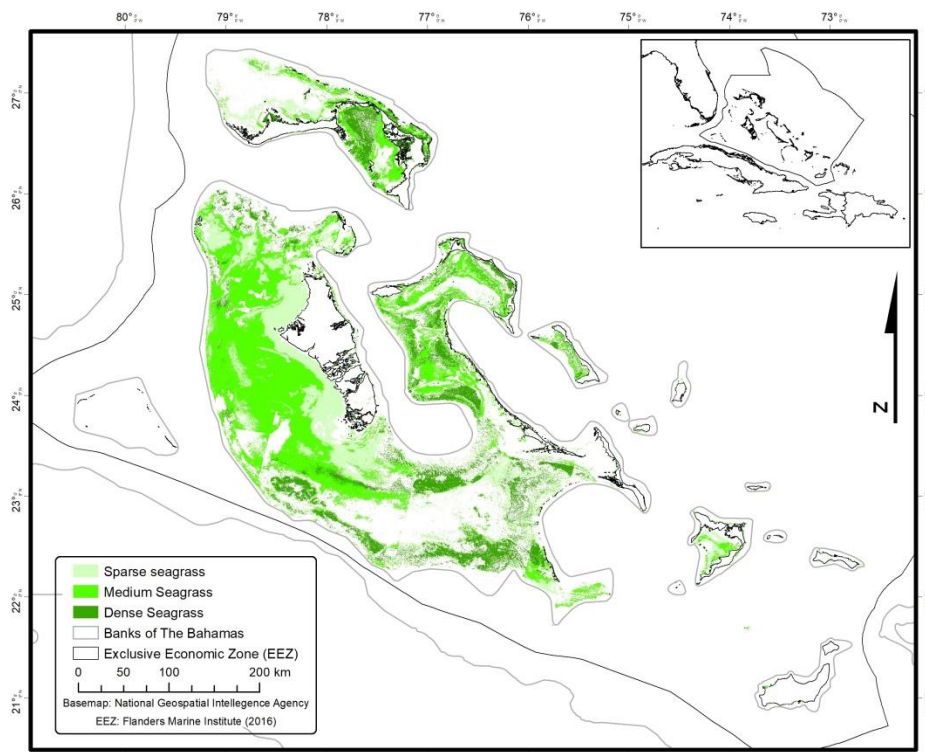 80°
79°
78°
77°
76°
75°
74°
73°
27°
26°
25°
24°
23°
22°
21°
N
Sparse seagrass
Medium Seagrass
Dense Seagrass
Banks of The Bahamas
Exclusive Economic Zone (EEZ)
0 50 100 200 km
Basemap: National Geospatial Intellegence Agency
EEZ: Flanders Marine Institute (2016)